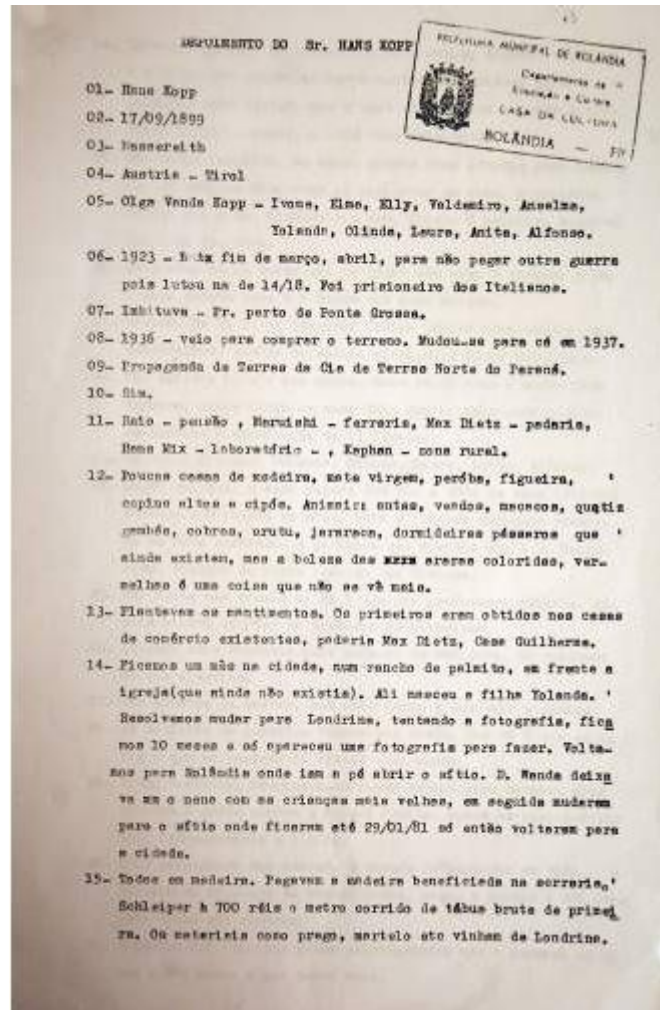 DEPOIMENTO DO Sr. HANS KOPP
PREFEITURA MUNICIPAL DE ROLÂNDIA
Departamento de
Educação e Cultura
CASA DA CULTURA
ROLÂNDIA — PR
01- Hans Kopp
02- 17/09/1899
03- Nassereith
04- Austria - Tirol
05- Olga Wanda Kopp - Ivone, Elmo, Elly, Valdemiro, Anselmo,
Yolanda, Olinda, Laura, Anita, Alfonso.
06- 1923 - fim de março, abril, para não pegar outra guerra
pois lutou na de 14/18. Foi prisioneiro dos Italianos.
07- Imbituva - Pr. perto de Ponta Grossa.
08- 1936 - veio para comprar o terreno. Mudou-se para cá em 1937.
09- Propaganda de Terras da Cia de Terras Norte do Paraná.
10- Sim.
11- - pensão , Maruishi - ferraria, Max Dietz - padaria,
Hans Wix - laboratório - , Kaphan - zona rural.
12- Poucas casas de madeira, mata virgem, peróba, figueira, '
capins altos e cipós. Animais: antas, veados, macacos, quatis
gambás, cobras, urutu, jararaca, dormideiras pássaros que '
ainda existem, mas a beleza das araras coloridas, ver-
melhas é uma coisa que não se vê mais.
13- Plantavam os mantimentos. Os primeiros eram obtidos nas casas
de comércio existentes, padaria Max Dietz, Casa Guilherme.
14- Ficamos um mês na cidade, num rancho de palmito, em frente a
igreja(que ainda não existia). Ali nasceu a filha Yolanda. '
Resolvemos mudar para Londrina, tentando a fotografia, fica
mos 10 meses e só apareceu uma fotografia para fazer. Volta-
mos para Rolândia onde iam a pé abrir o sítio. D. Wanda deixa
va o nene com as crianças mais velhas, em seguida mudaram
para o sítio onde ficaram até 29/01/81 só então voltaram para
a cidade.
15- Todas em madeira. Pagavam a madeira beneficiada na serraria,'
Schleiper à 700 réis o metro corrido de tábua bruta de primei
ra. Os materiais como prego, martelo etc vinham de Londrina.